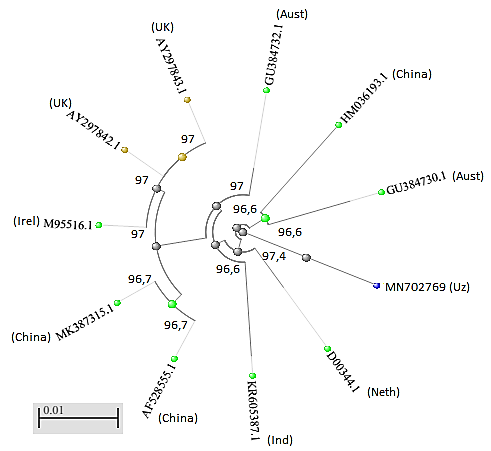 (Aust)
(UK)
AY297843.1
GU384732.1
HM036193.1 (China)
(UK)
AY297842.1
97
97
97
GU384730.1 (Aust)
96,6
(Irel) M95516.1
97
96,6
97,4
96,6
96,7
MN702769 (Uz)
MK387315.1
(China)
96,7
D00344.1 (Neth)
AF528555.1
(China)
KR605387.1
(Ind)
0.01